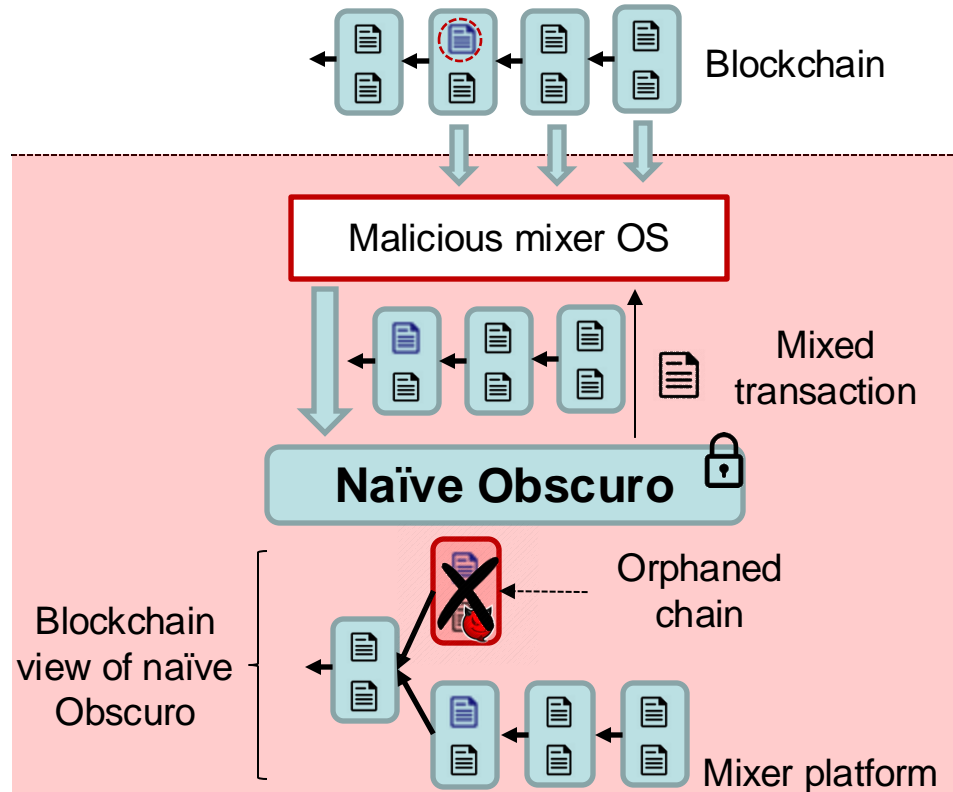 Blockchain
Malicious mixer OS
Mixed
transaction
Naïve Obscuro
Orphaned
chain
Blockchain
view of naïve
Obscuro
Mixer platform